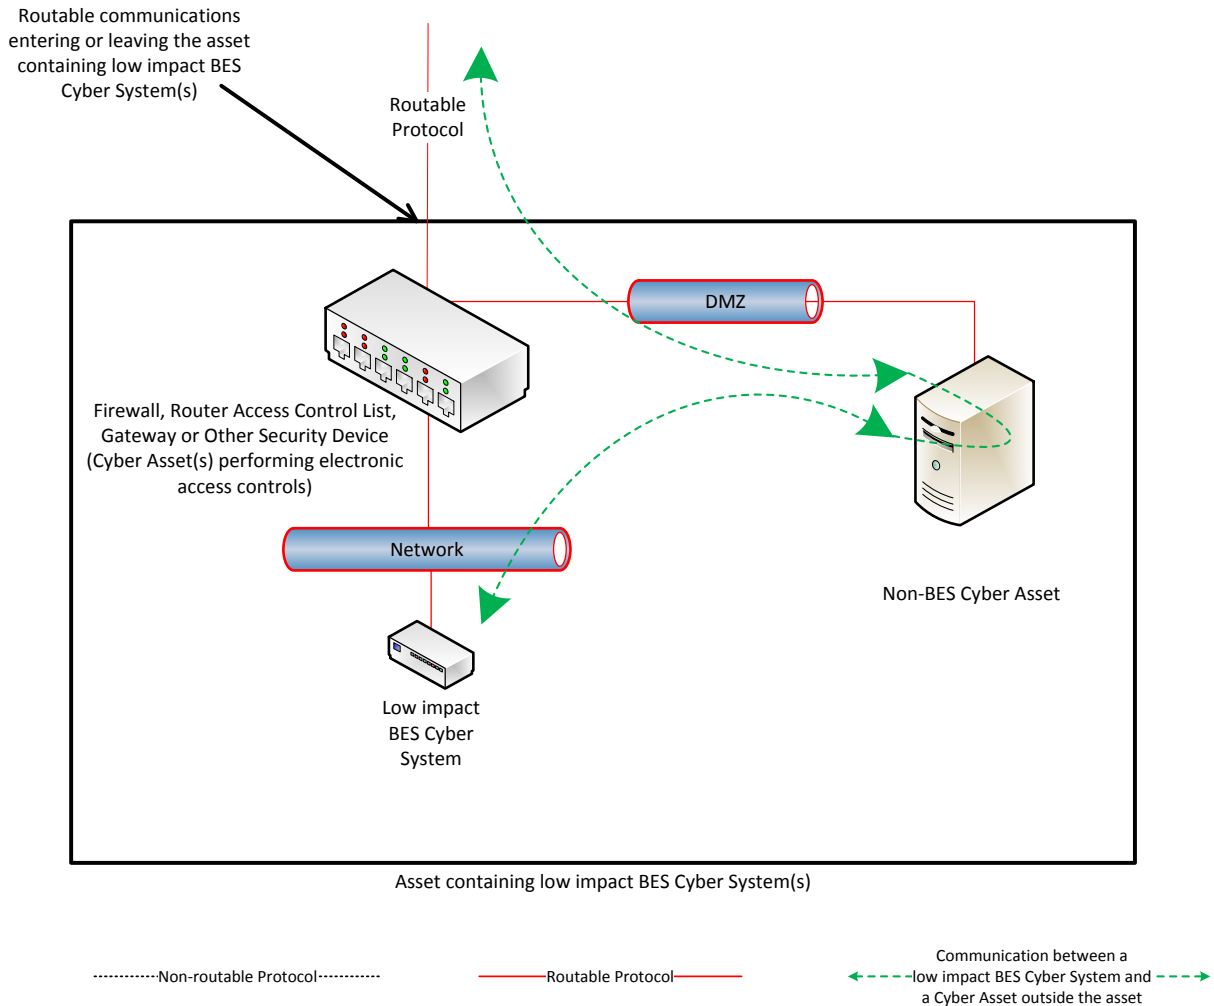 Routable communications
entering or leaving the asset
containing low impact BES
Cyber System(s)
Routable
Protocol
DMZ
Firewall, Router Access Control List,
Gateway or Other Security Device
(Cyber Asset(s) performing electronic
access controls)
Network
Non-BES Cyber Asset
Low impact
BES Cyber
System
Asset containing low impact BES Cyber System(s)
Non-routable Protocol
Routable Protocol
Communication between a
low impact BES Cyber System and
a Cyber Asset outside the asset